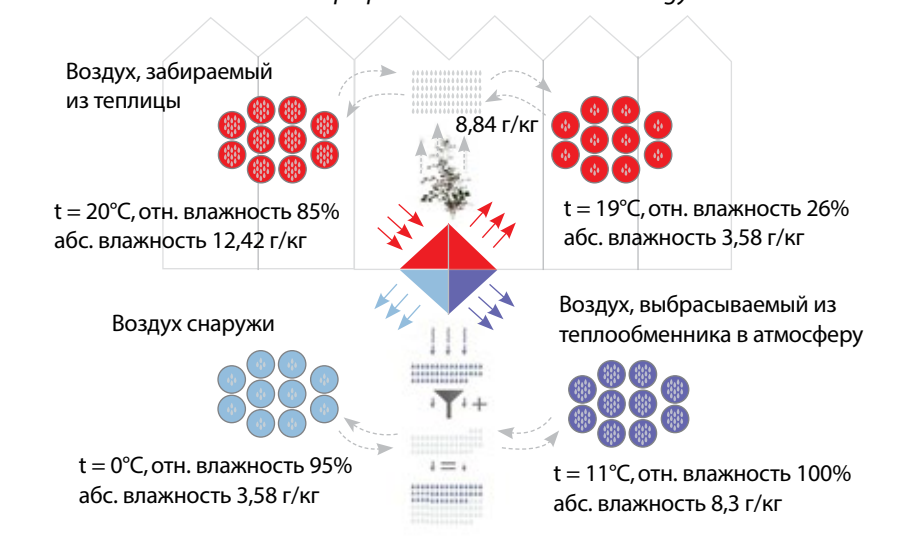 Воздух, забираемый
из теплицы
8,84 г/кг
t = 20°C, отн. влажность 85%
абс. влажность 12,42 г/кг
t = 19°C, отн. влажность 26%
абс. влажность 3,58 г/кг
Воздух снаружи
Воздух, выбрасываемый из
теплообменника в атмосферу
+
=
t = 0°C, отн. влажность 95%
абс. влажность 3,58 г/кг
t = 11°C, отн. влажность 100%
абс. влажность 8,3 г/кг